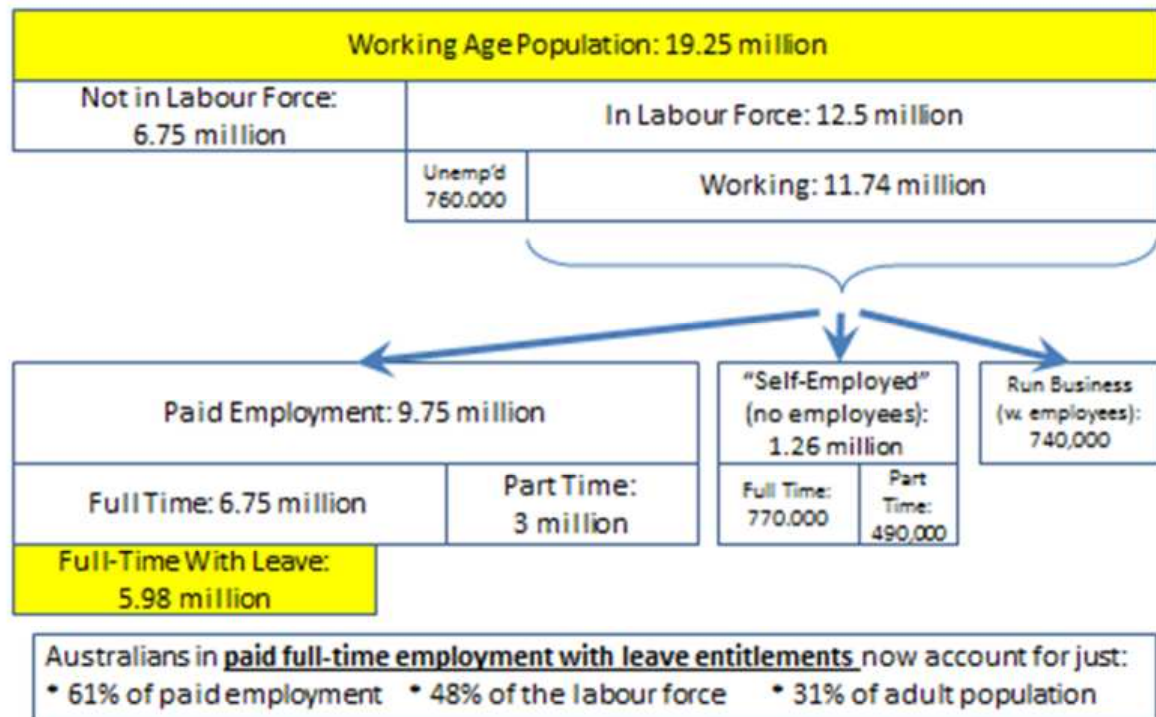 Working Age Population: 19.25 million
Not in Labour Force:
6.75 million
In Labour Force: 12.5 million
Unemp'd
760.000
Working: 11.74 million
Paid Employment: 9.75 million
"Self-Employed"
(no employees):
1.26 million
Run Business
(w. employees):
740,000
Full Time: 6.75 million
Part Time:
3 million
Full Time:
770.000
Part
Time:
490,000
Full-Time With Leave:
5.98 million
Australians in paid full-time employment with leave entitlements now account for just:
* 61% of paid employment * 48% of the labour force * 31% of adult population